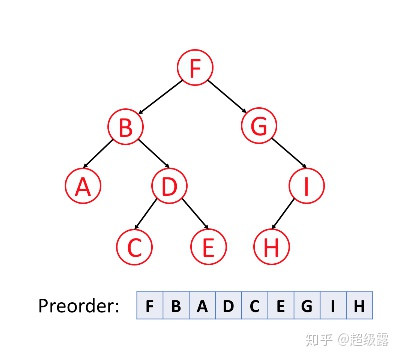 F
B G
A D I
C E H
Preorder: F B A D C E G I H
知乎 @超级露